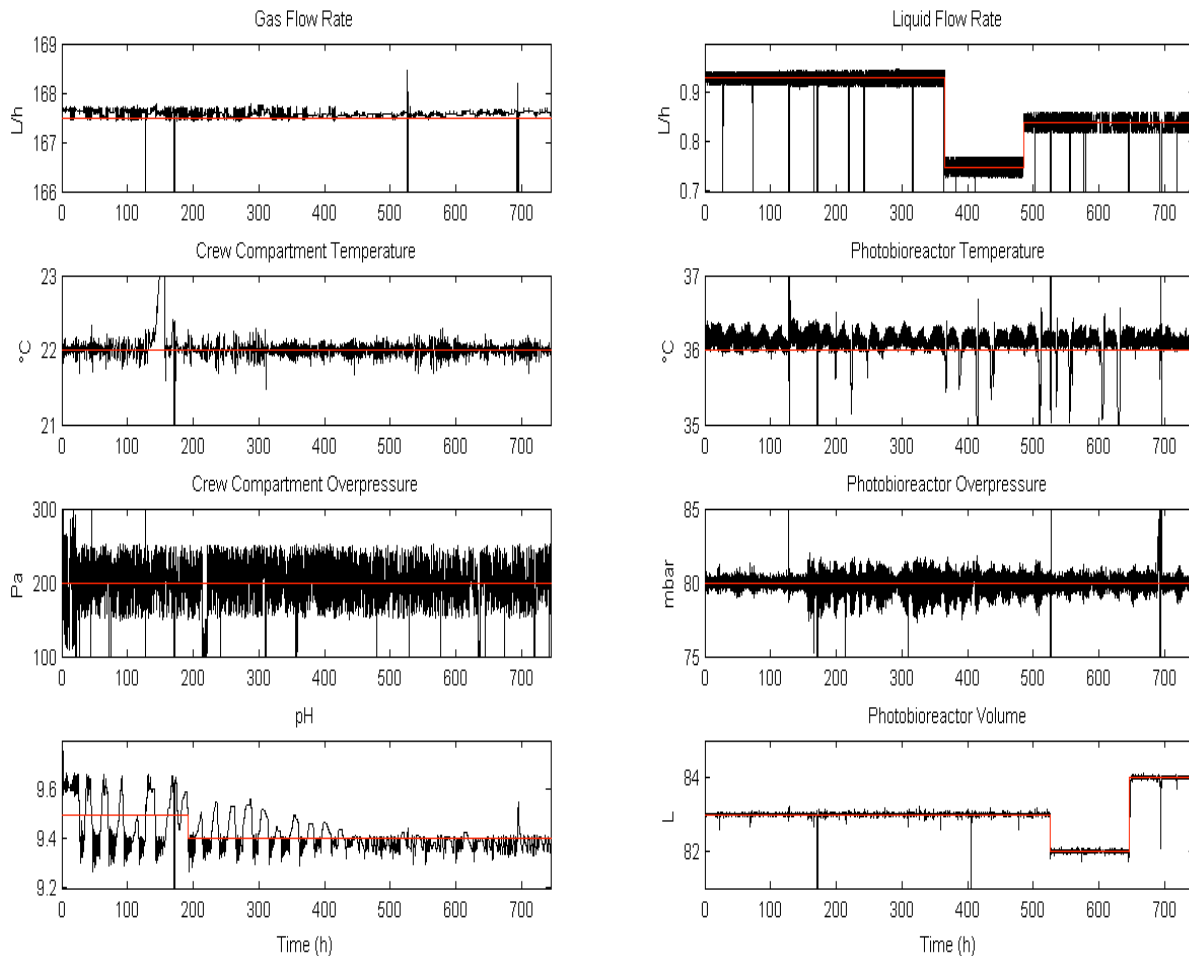 Gas Flow Rate
L/h
169
168
167
166
0 100 200 300 400 500 600 700
Liquid Flow Rate
L/h
0.9
0.8
0.7
0 100 200 300 400 500 600 700
Crew Compartment Temperature
°C
23
22
21
0 100 200 300 400 500 600 700
Photobioreactor Temperature
°C
37
36
35
0 100 200 300 400 500 600 700
Crew Compartment Overpressure
Pa
300
200
100
0 100 200 300 400 500 600 700
Photobioreactor Overpressure
mbar
85
80
75
0 100 200 300 400 500 600 700
pH
9.6
9.4
9.2
0 100 200 300 400 500 600 700
Time (h)
Photobioreactor Volume
L
84
82
0 100 200 300 400 500 600 700
Time (h)